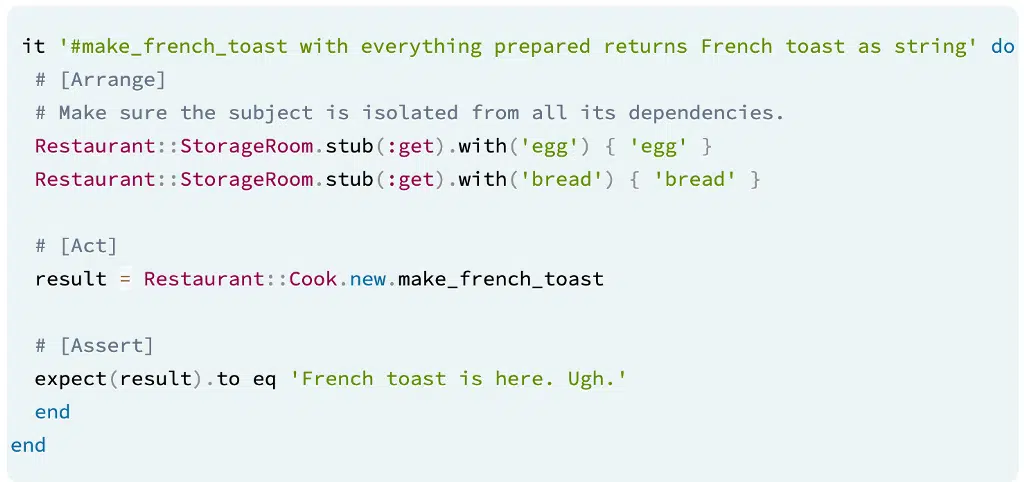 it '#make_french_toast with everything prepared returns French toast as string' do
  # [Arrange]
  # Make sure the subject is isolated from all its dependencies.
  Restaurant::StorageRoom.stub(:get).with('egg') { 'egg' }
  Restaurant::StorageRoom.stub(:get).with('bread') { 'bread' }

  # [Act]
  result = Restaurant::Cook.new.make_french_toast

  # [Assert]
  expect(result).to eq 'French toast is here. Ugh.'
  end
end